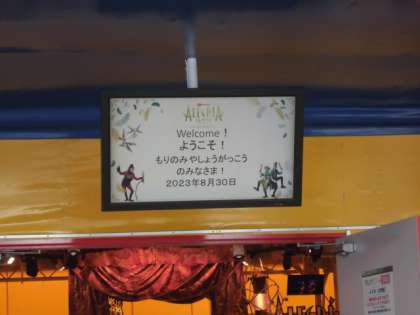 ALEGRIA
Welcome!
ようこそ!
もりのみやしょうがっこう
のみなさま!
2023年8月30日